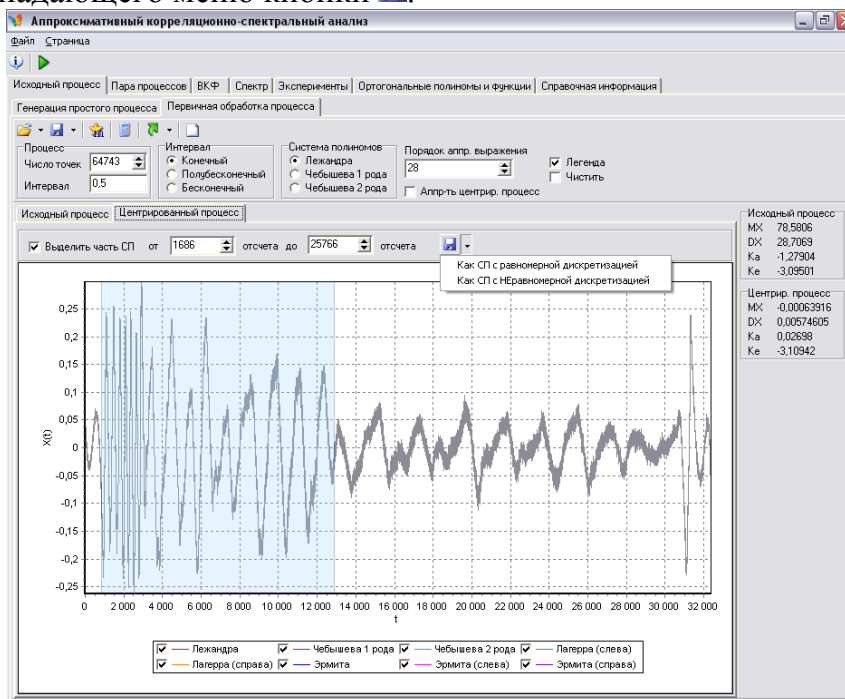 надающего меню кнопки .
Аппроксимативный корреляционно-спектральный анализ
Файл Страница
Исходный процесс Пара процессов ВКФ Спектр Эксперименты Ортогональные полиномы и функции Справочная информация
Генерация простого процесса Первичная обработка процесса
Процесс Интервал Система полиномов Порядок аппр. выражения
Число точек 64743 Конечный Лежандра 28 Легенда
Полубесконечный Чебышева 1 рода Чистить
Интервал 0,5 Бесконечный Чебышева 2 рода Аппр-ть центрир. процесс
Исходный процесс Центрированный процесс
Выделить часть СП от 1686 отсчета до 25766 отсчета
Как СП с равномерной дискретизацией
Как СП с НЕравномерной дискретизацией
Исходный процесс
MX 78,5806
DX 28,7069
Ka -1,27904
Ke -3,09501
Центрир. процесс
MX -0,00063916
DX 0,00574605
Ka 0,02698
Ke -3,10942
X(t)
0,25
0,2
0,15
0,1
0,05
0
-0,05
-0,1
-0,15
-0,2
-0,25
0 2 000 4 000 6 000 8 000 10 000 12 000 14 000 16 000 18 000 20 000 22 000 24 000 26 000 28 000 30 000 32 000
t
Лежандра Чебышева 1 рода Чебышева 2 рода Лагерра (слева)
Лагерра (справа) Эрмита Эрмита (слева) Эрмита (справа)